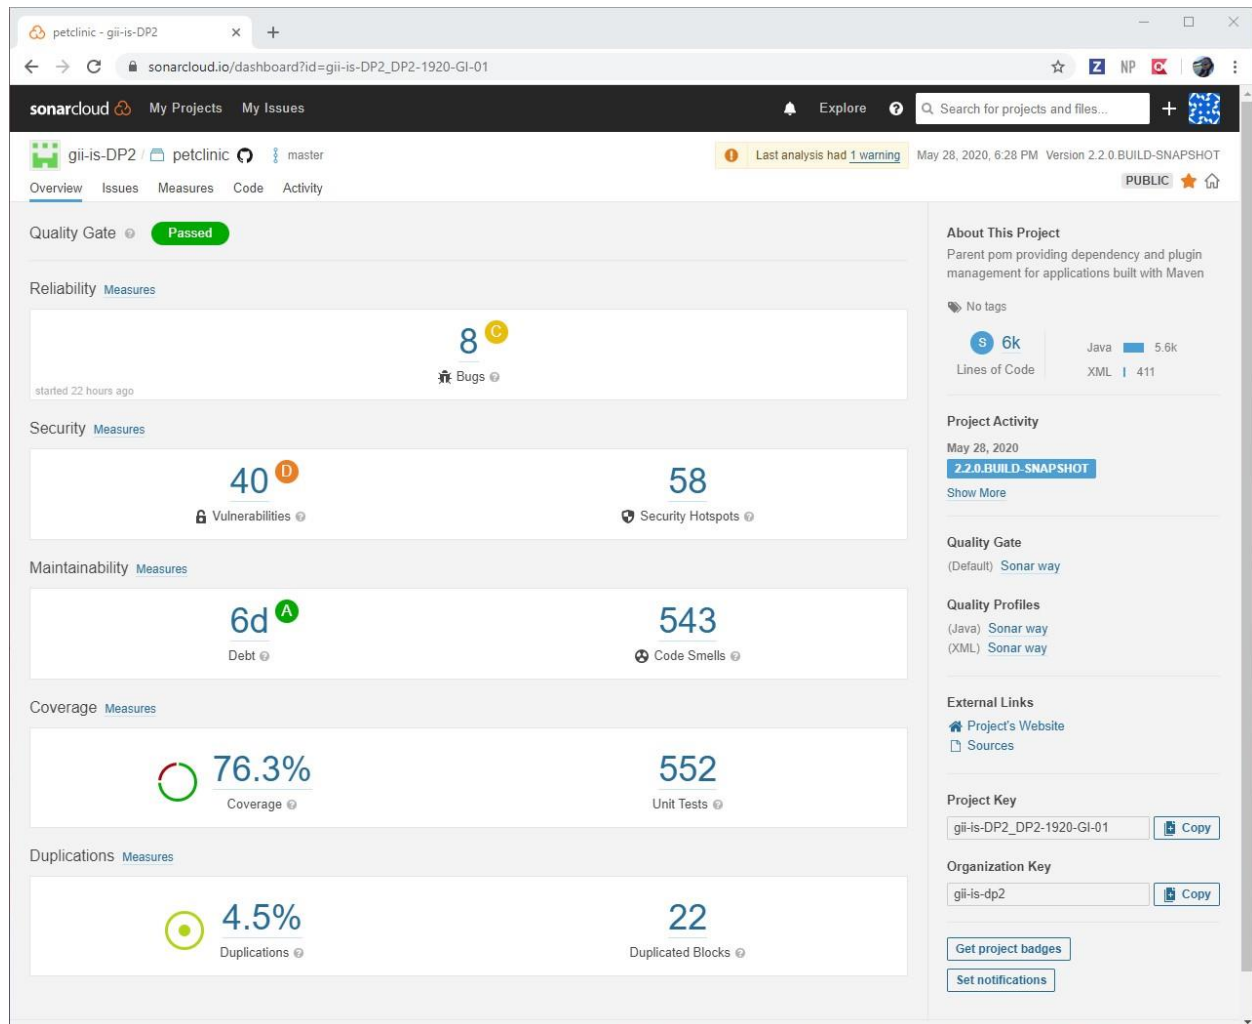 petclinic - gii-is-DP2
sonarcloud.io/dashboard?id=gii-is-DP2_DP2-1920-GI-01
Z NP
sonarcloud My Projects My Issues Explore Search for projects and files...
gii-is-DP2 / petclinic master Last analysis had 1 warning May 28, 2020, 6:28 PM Version 2.2.0.BUILD-SNAPSHOT
Overview Issues Measures Code Activity PUBLIC
Quality Gate Passed
Reliability Measures
8 C
Bugs
started 22 hours ago
Security Measures
40 D 58
Vulnerabilities Security Hotspots
Maintainability Measures
6d A 543
Debt Code Smells
Coverage Measures
76.3% 552
Coverage Unit Tests
Duplications Measures
4.5% 22
Duplications Duplicated Blocks
About This Project
Parent pom providing dependency and plugin
management for applications built with Maven
No tags
S 6k
Lines of Code
Java 5.6k
XML 411
Project Activity
May 28, 2020
2.2.0.BUILD-SNAPSHOT
Show More
Quality Gate
(Default) Sonar way
Quality Profiles
(Java) Sonar way
(XML) Sonar way
External Links
Project's Website
Sources
Project Key
gii-is-DP2_DP2-1920-GI-01 Copy
Organization Key
gii-is-dp2 Copy
Get project badges
Set notifications